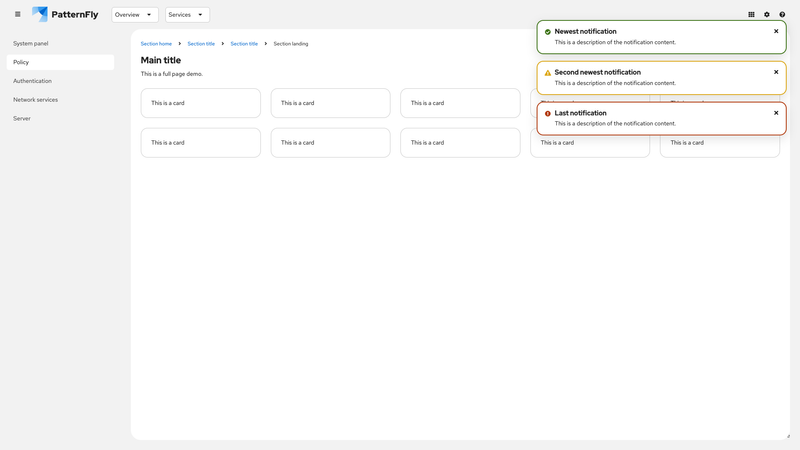 PatternFly
Overview
Services
System panel
Policy
Authentication
Network services
Server
Section home
Section title
Section title
Section landing
Main title
This is a full page demo.
This is a card
This is a card
This is a card
This is a card
This is a card
This is a card
This is a card
This is a card
Newest notification
This is a description of the notification content.
Second newest notification
This is a description of the notification content.
Last notification
This is a description of the notification content.